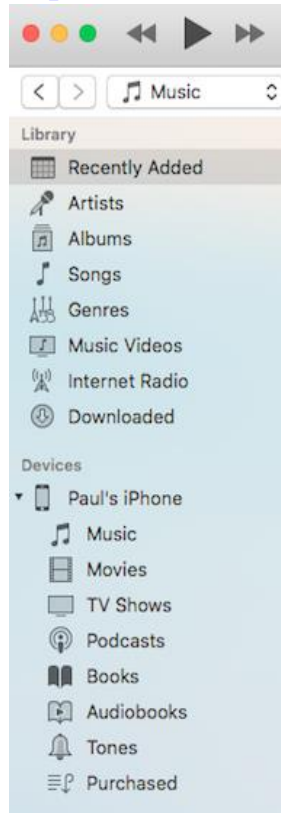 Music
Library
Recently Added
Artists
Albums
Songs
Genres
Music Videos
Internet Radio
Downloaded
Devices
Paul's iPhone
Music
Movies
TV Shows
Podcasts
Books
Audiobooks
Tones
Purchased